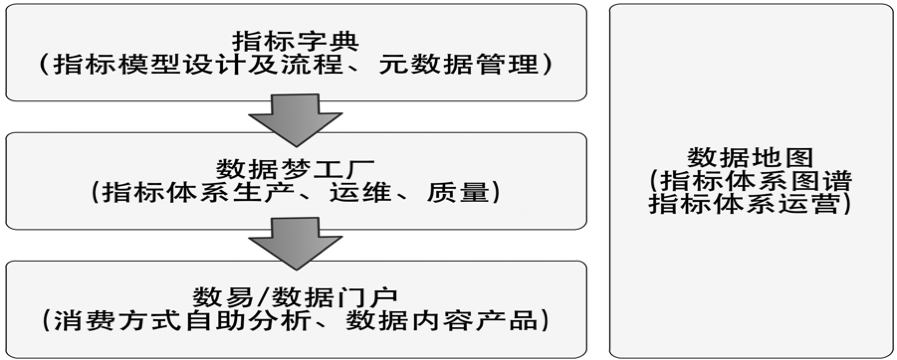 指标字典
（指标模型设计及流程、元数据管理）
数据梦工厂
(指标体系生产、运维、质量)
数易/数据门户
(消费方式自助分析、数据内容产品)
数据地图
(指标体系图谱
指标体系运营)